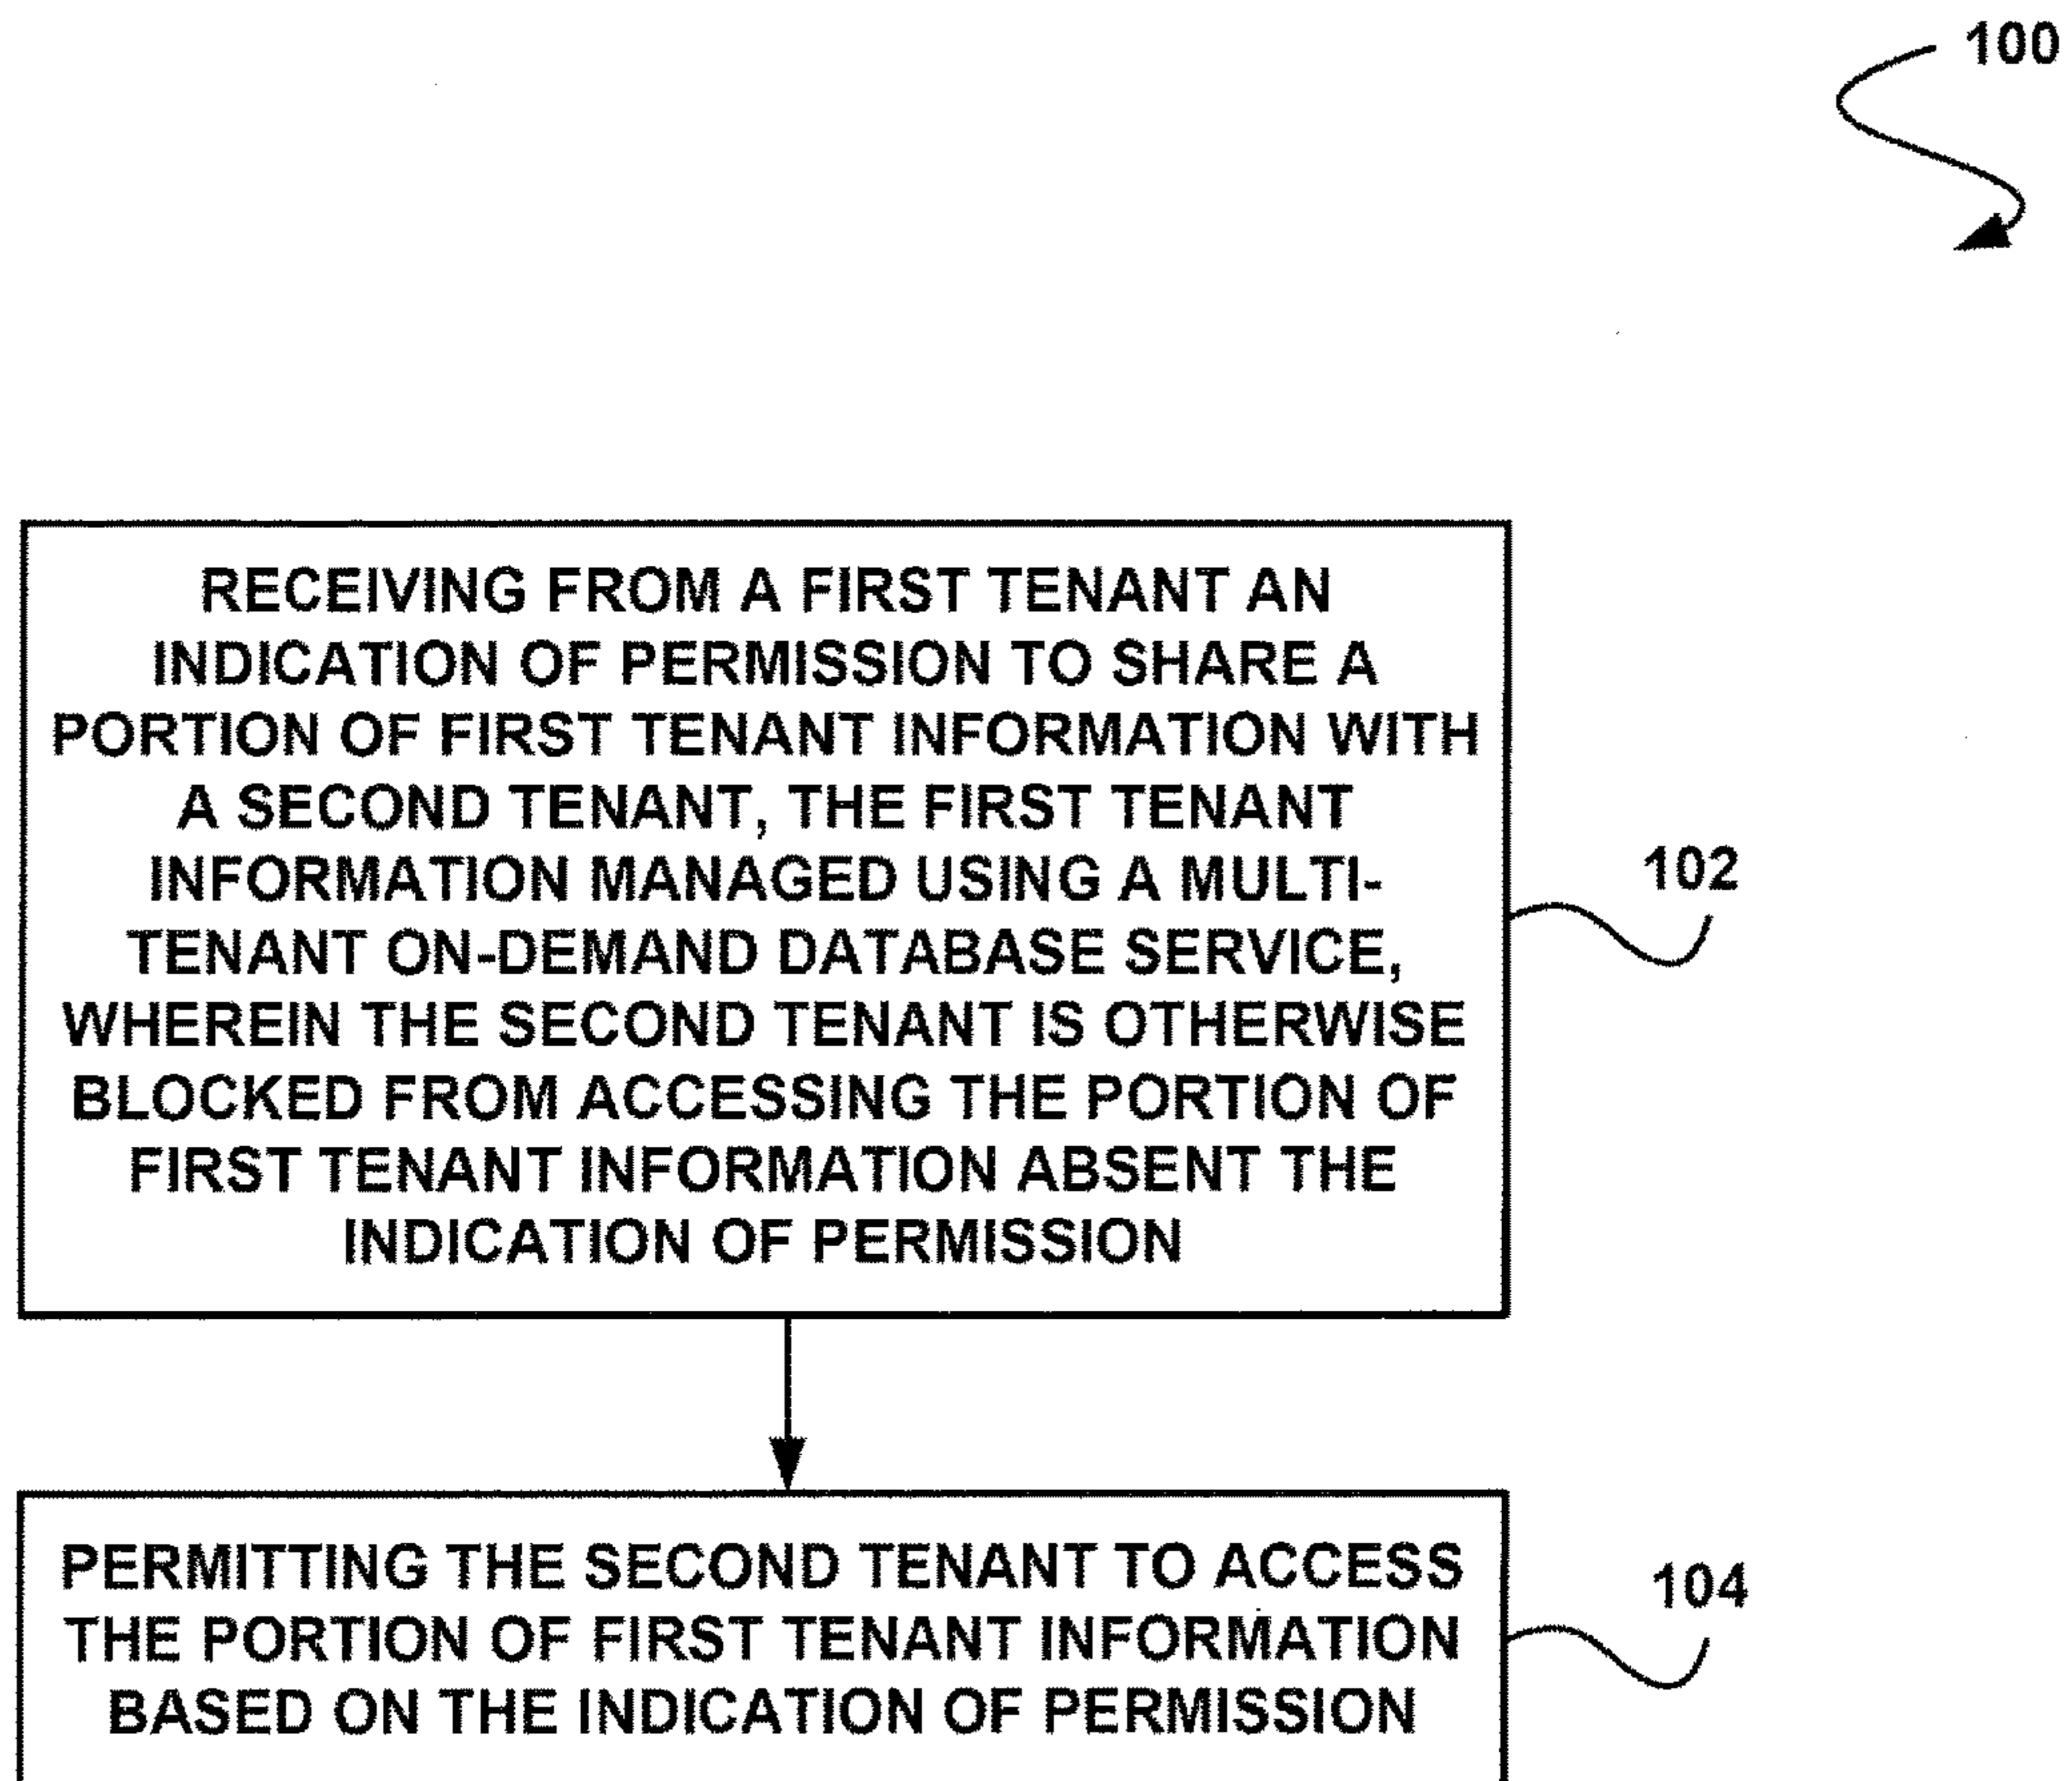 100
RECEIVING FROM A FIRST TENANT AN
INDICATION OF PERMISSION TO SHARE A
PORTION OF FIRST TENANT INFORMATION WITH
A SECOND TENANT, THE FIRST TENANT
INFORMATION MANAGED USING A MULTI-
TENANT ON-DEMAND DATABASE SERVICE,
WHEREIN THE SECOND TENANT IS OTHERWISE
BLOCKED FROM ACCESSING THE PORTION OF
FIRST TENANT INFORMATION ABSENT THE
INDICATION OF PERMISSION
102
PERMITTING THE SECOND TENANT TO ACCESS
THE PORTION OF FIRST TENANT INFORMATION
BASED ON THE INDICATION OF PERMISSION
104